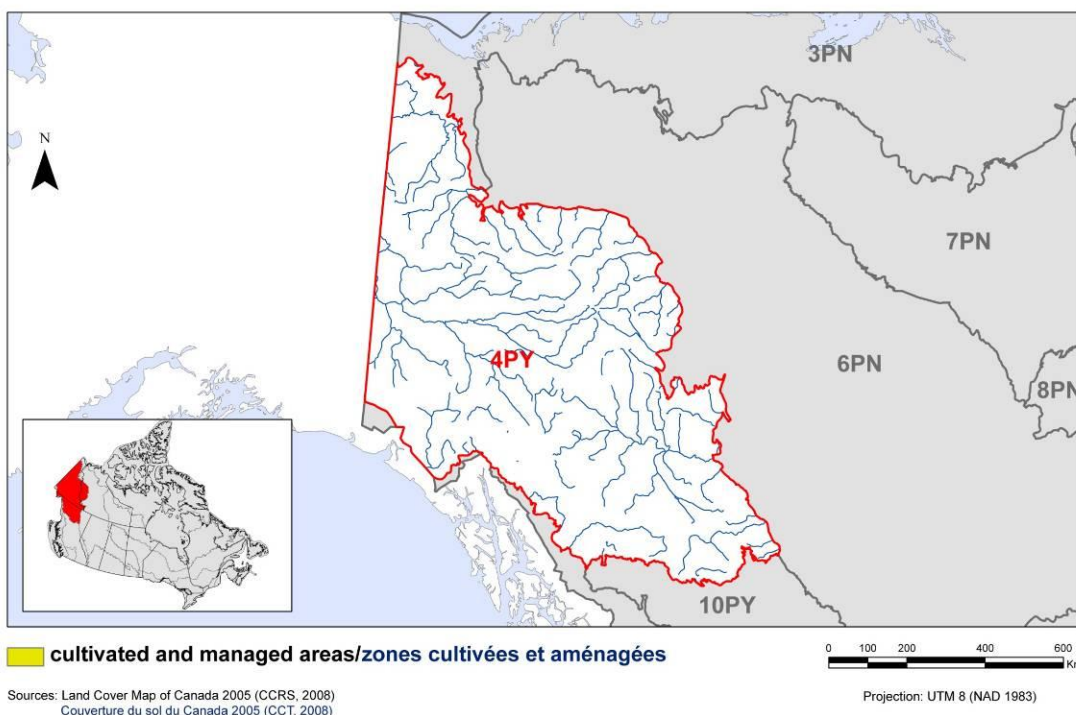 3PN
N
7PN
4PY
6PN
8PN
10PY
cultivated and managed areas/zones cultivées et aménagées
0 100 200 400 600
Km
Sources: Land Cover Map of Canada 2005 (CCRS, 2008)
Couverture du sol du Canada 2005 (CCT, 2008)
Projection: UTM 8 (NAD 1983)